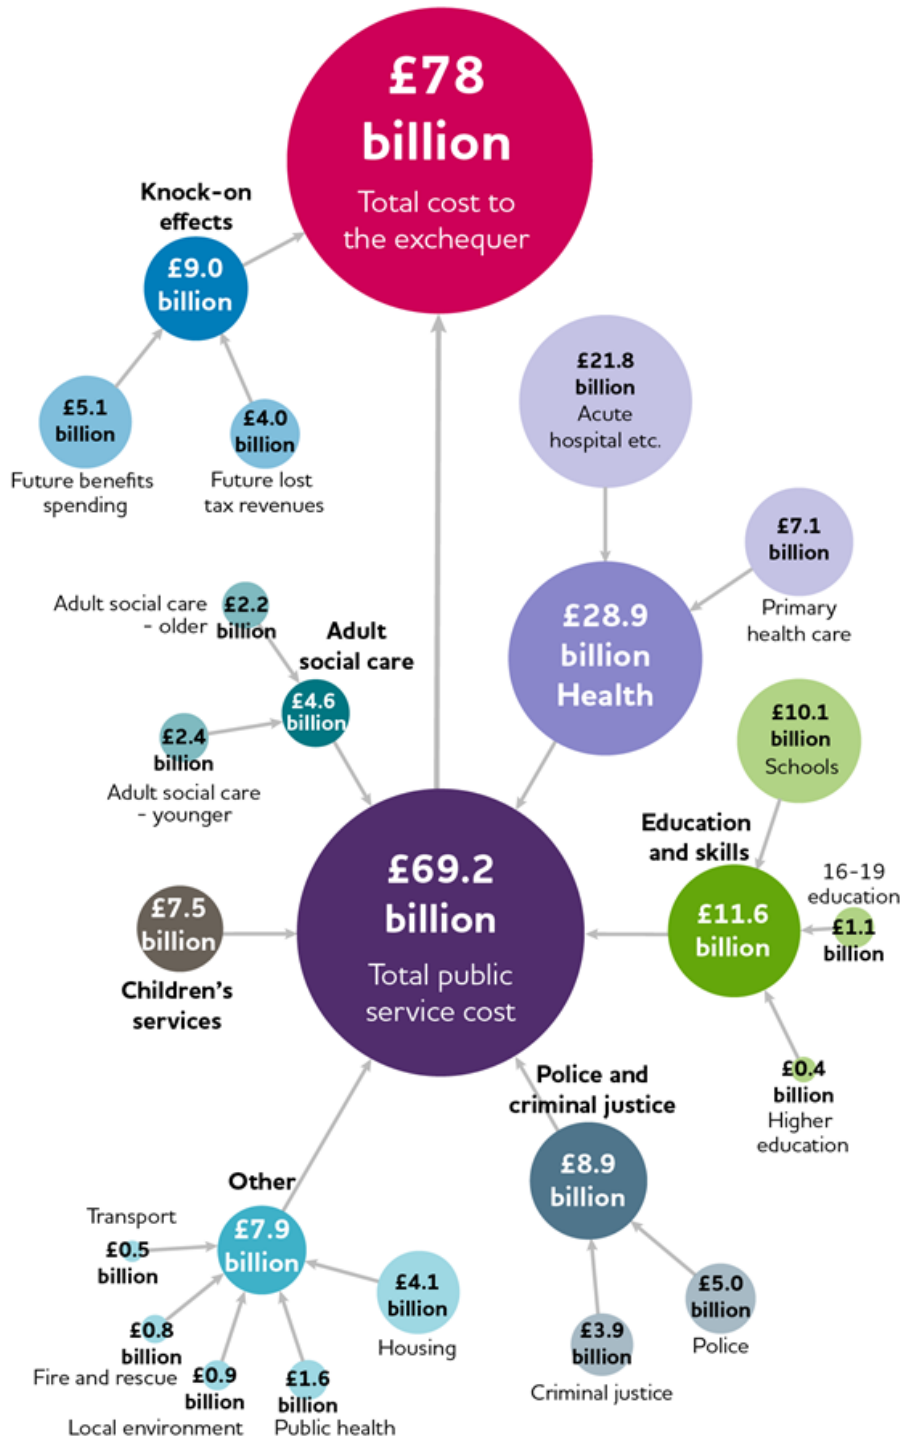 £78
billion
Total cost to
the exchequer
Knock-on
effects
£9.0
billion
£5.1
billion
Future benefits
spending
£4.0
billion
Future lost
tax revenues
£21.8
billion
Acute
hospital etc.
£7.1
billion
Primary
health care
£28.9
billion
Health
Adult social care
- older
£2.2
billion
Adult
social care
£4.6
billion
£2.4
billion
Adult social care
- younger
£10.1
billion
Schools
Education
and skills
£11.6
billion
16-19
education
£1.1
billion
£0.4
billion
Higher
education
£69.2
billion
Total public
service cost
£7.5
billion
Children's
services
Police and
criminal justice
£8.9
billion
£5.0
billion
Police
£3.9
billion
Criminal justice
Other
£7.9
billion
Transport
£0.5
billion
£0.8
billion
Fire and rescue
£0.9
billion
Local environment
£1.6
billion
Public health
£4.1
billion
Housing